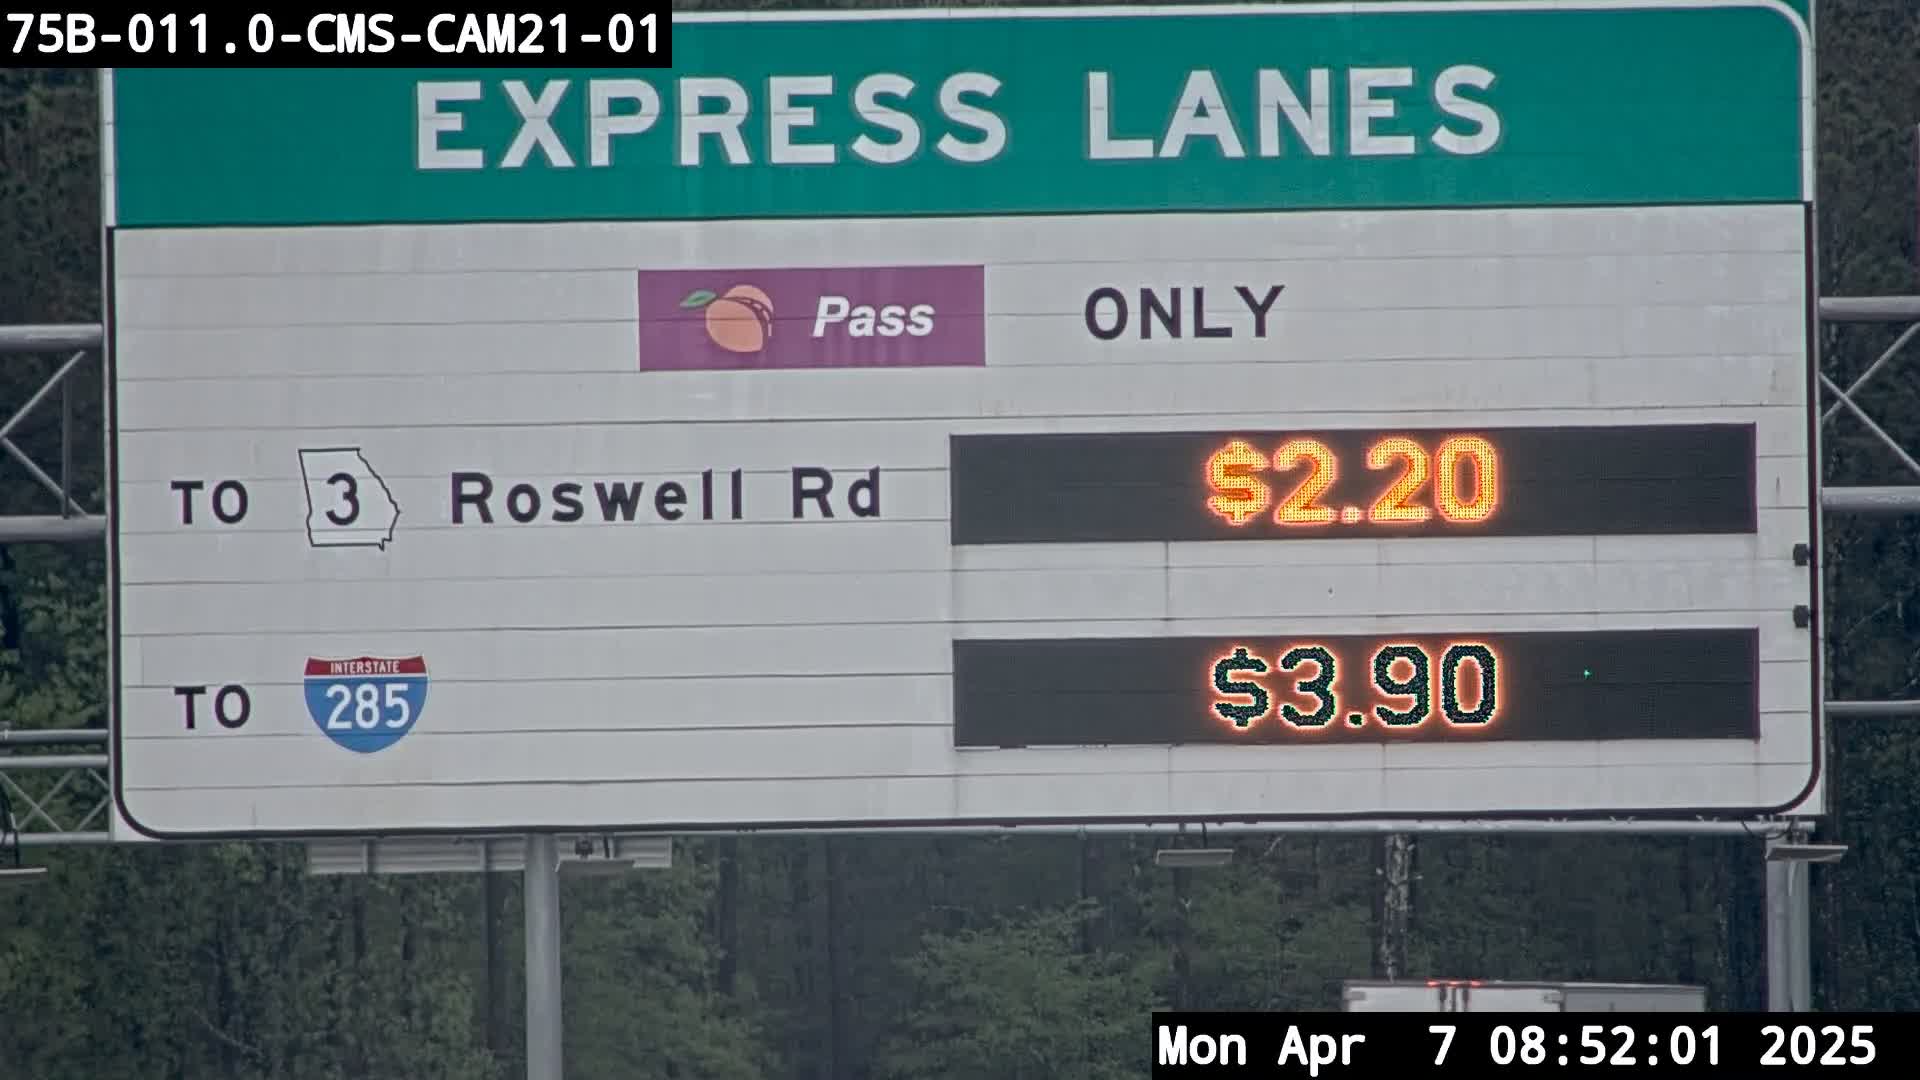 75B-011.0-CMS-CAM21-01
EXPRESS LANES
Pass ONLY
TO 3 Roswell Rd $2.20
INTERSTATE
TO 285 $3.90
Mon Apr 7 08:52:01 2025